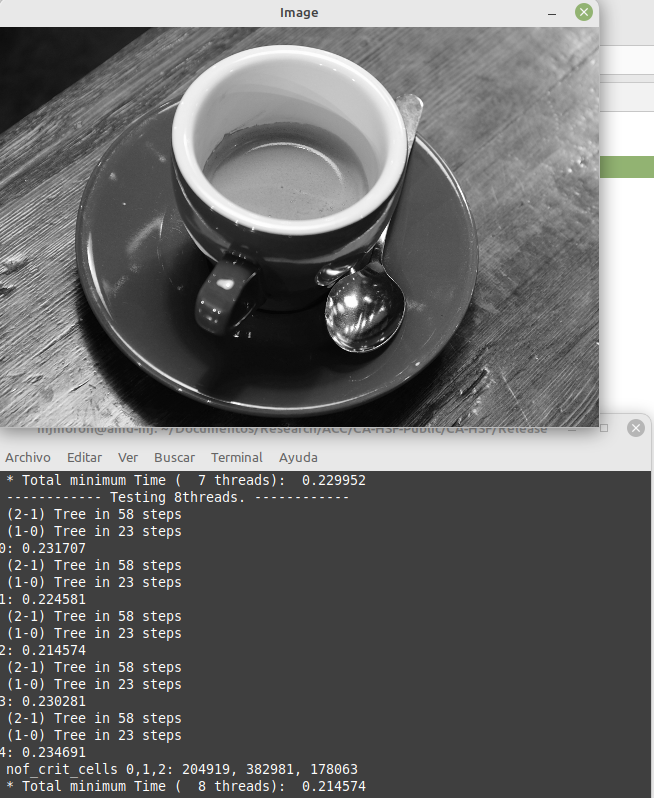 Image
mjmoron@amd-mj: ~/Documentos/Research/ACC/CA-HSF-Public/CA-HSF/Release
Archivo Editar Ver Buscar Terminal Ayuda
* Total minimum Time (  7 threads):  0.229952
------------ Testing 8threads. ------------
(2-1) Tree in 58 steps
(1-0) Tree in 23 steps
0: 0.231707
(2-1) Tree in 58 steps
(1-0) Tree in 23 steps
1: 0.224581
(2-1) Tree in 58 steps
(1-0) Tree in 23 steps
2: 0.214574
(2-1) Tree in 58 steps
(1-0) Tree in 23 steps
3: 0.230281
(2-1) Tree in 58 steps
(1-0) Tree in 23 steps
4: 0.234691
nof_crit_cells 0,1,2: 204919, 382981, 178063
* Total minimum Time (  8 threads):  0.214574